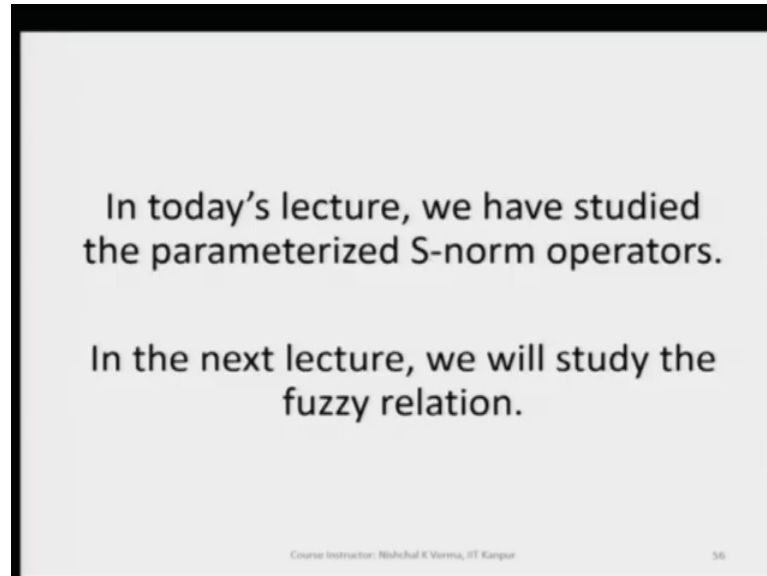 In today's lecture, we have studied
the parameterized S-norm operators.
In the next lecture, we will study the
fuzzy relation.
Course Instructor: Nishchal K Verma, IIT Kanpur
56